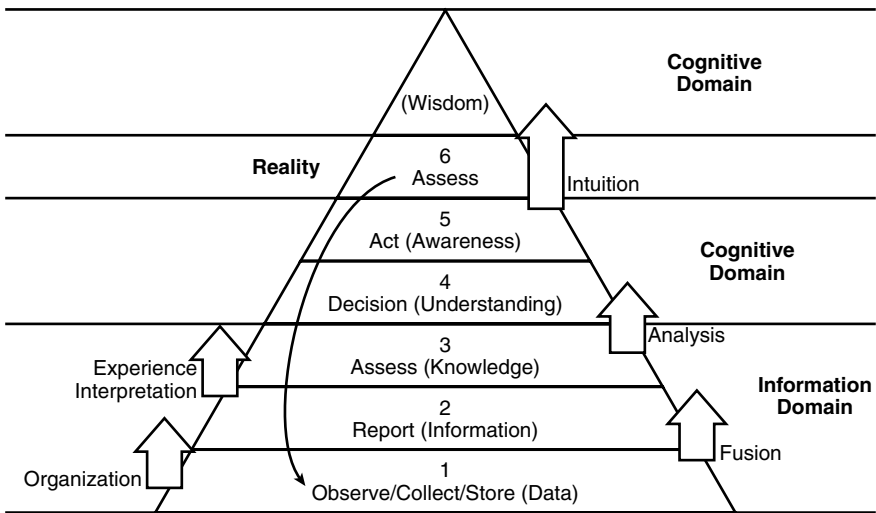 Cognitive
Domain
(Wisdom)
6
Assess
Reality
Intuition
5
Act (Awareness)
Cognitive
Domain
4
Decision (Understanding)
Analysis
3
Assess (Knowledge)
Experience
Interpretation
Information
Domain
2
Report (Information)
Fusion
Organization
1
Observe/Collect/Store (Data)